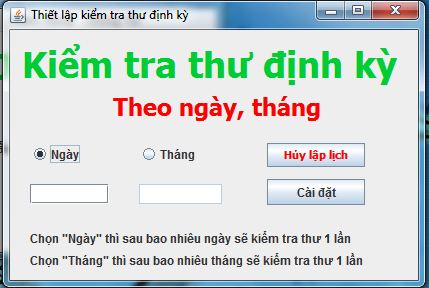 Thiết lập kiểm tra thư định kỳ
Kiểm tra thư định kỳ
Theo ngày, tháng
Ngày Tháng Hủy lập lịch
Cài đặt
Chọn "Ngày" thì sau bao nhiêu ngày sẽ kiểm tra thư 1 lần
Chọn "Tháng" thì sau bao nhiêu tháng sẽ kiểm tra thư 1 lần